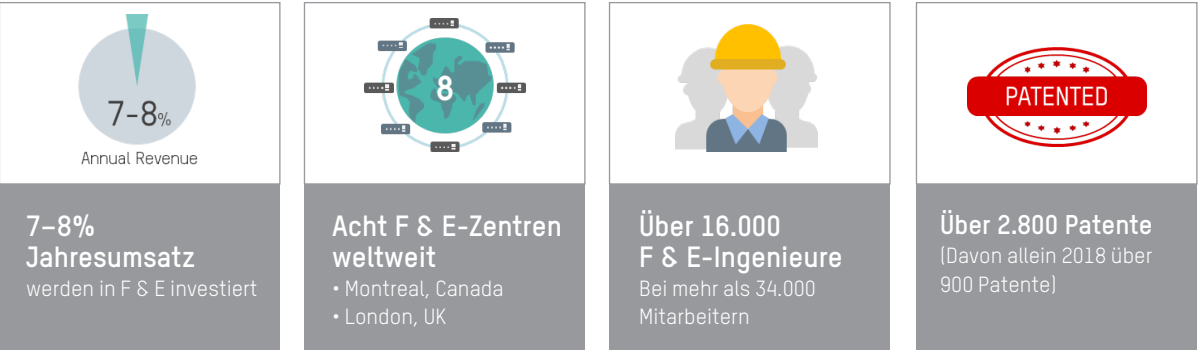 7-8%
Annual Revenue
7–8%
Jahresumsatz
werden in F & E investiert
8
Acht F & E-Zentren
weltweit
• Montreal, Canada
• London, UK
Über 16.000
F & E-Ingenieure
Bei mehr als 34.000
Mitarbeitern
PATENTED
Über 2.800 Patente
(Davon allein 2018 über
900 Patente)